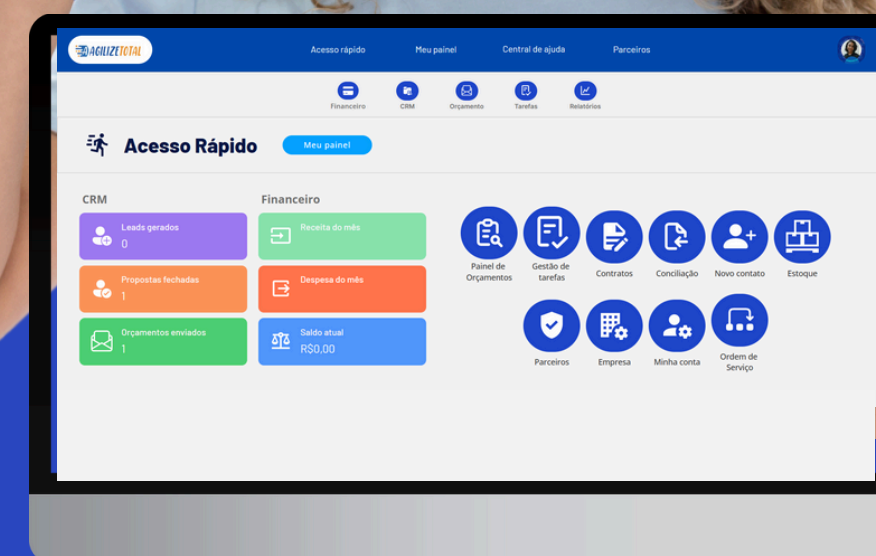 AGILIZETOTAL
Acesso rápido
Meu painel
Central de ajuda
Parceiros
Financeiro
CRM
Orçamento
Tarefas
Relatórios
Acesso Rápido
Meu painel
CRM
Financeiro
Leads gerados
0
Receita do mês
Propostas fechadas
1
Despesa do mês
Orçamentos enviados
1
Saldo atual
R$0,00
Painel de
Orçamentos
Gestão de
tarefas
Contratos
Conciliação
Novo contato
Estoque
Parceiros
Empresa
Minha conta
Ordem de
Serviço